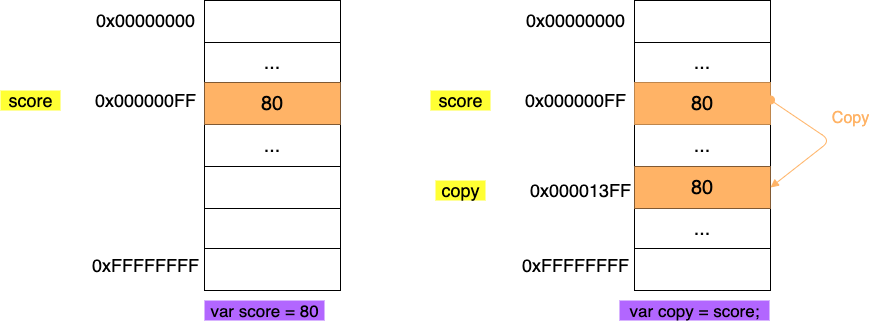 0x00000000
...
score 0x000000FF 80
...
0xFFFFFFFF
var score = 80
0x00000000
...
score 0x000000FF 80
Copy
...
copy 0x000013FF 80
...
0xFFFFFFFF
var copy = score;